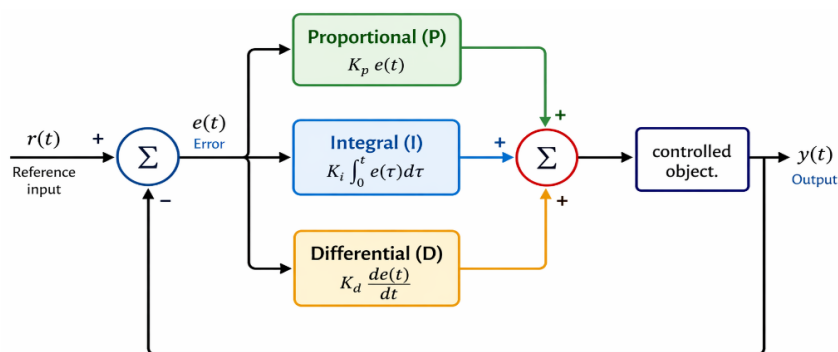 Proportional (P)
K_p e(t)
+
r(t)
+
Σ
e(t)
Error
Reference
input
−
Integral (I)
K_i ∫_0^t e(τ)dτ
+
Σ
+
controlled
object.
y(t)
Output
Differential (D)
K_d de(t)/dt